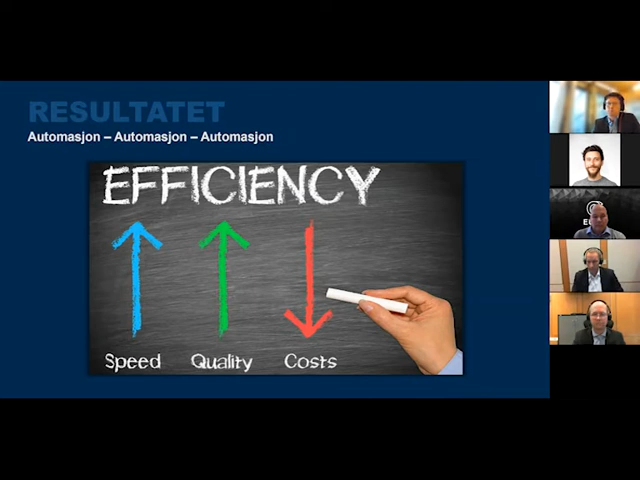 RESULTATET
Automasjon – Automasjon – Automasjon
EFFICIENCY
Speed Quality Costs